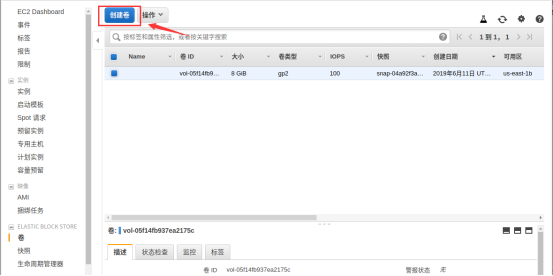 EC2 Dashboard
事件
标签
报告
限制
实例
实例
启动模板
Spot 请求
预留实例
专用主机
计划实例
容量预留
映像
AMI
捆绑任务
ELASTIC BLOCK STORE
卷
快照
生命周期管理器
创建卷 操作
按标签和属性筛选，或者按关键字搜索
1 到 1， 1
Name 卷 ID 大小 卷类型 IOPS 快照 创建日期 可用区
vol-05f14fb9... 8 GiB gp2 100 snap-04a92f3a... 2019年6月11日 UT... us-east-1b
卷: vol-05f14fb937ea2175c
描述 状态检查 监控 标签
卷 ID vol-05f14fb937ea2175c 警报状态 无